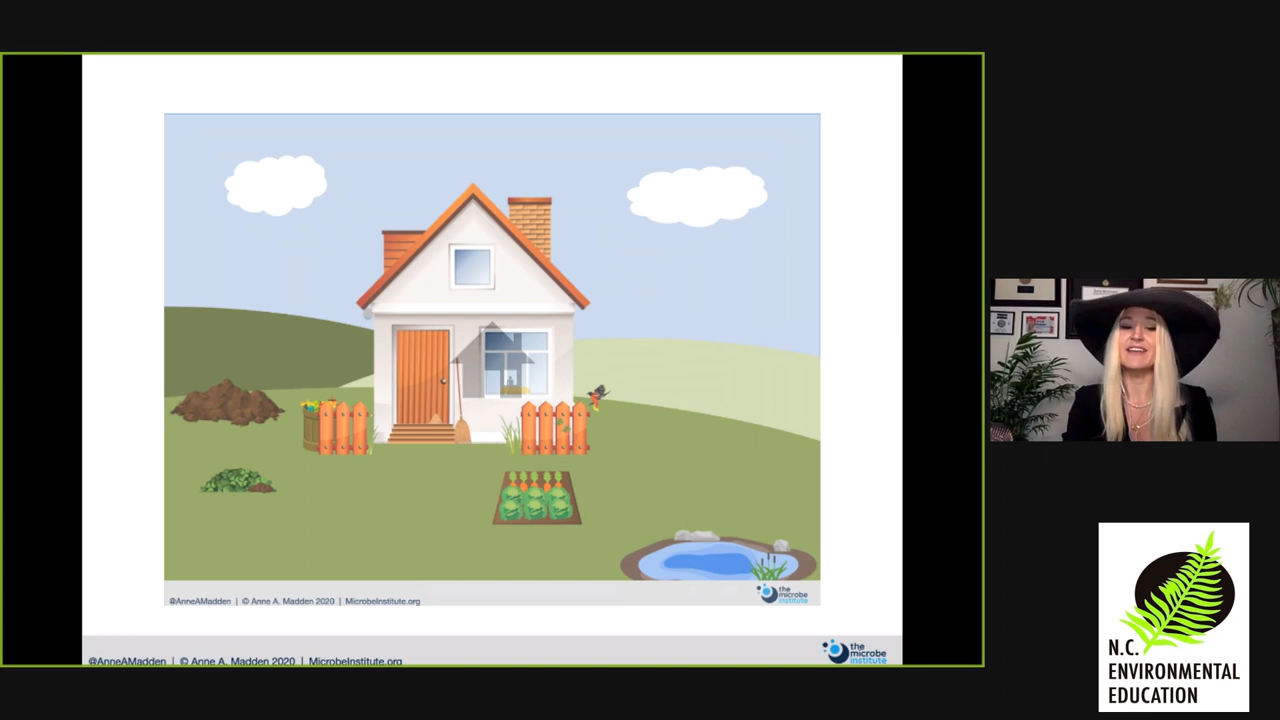 @AnneAMadden | © Anne A. Madden 2020 | MicrobeInstitute.org
the
microbe
institute
@AnneAMadden | © Anne A. Madden 2020 | MicrobeInstitute.org
the
microbe
institute
N.C.
ENVIRONMENTAL
EDUCATION